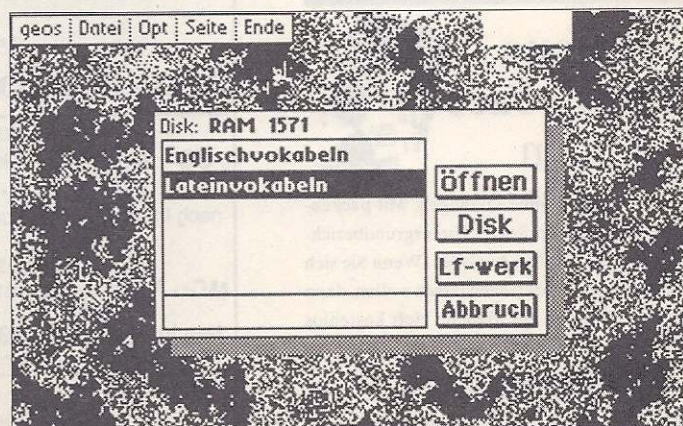 geos Datei Opt Seite Ende
Disk: RAM 1571
Englischvokabeln
Lateinvokabeln
Öffnen
Disk
Lf-werk
Abbruch